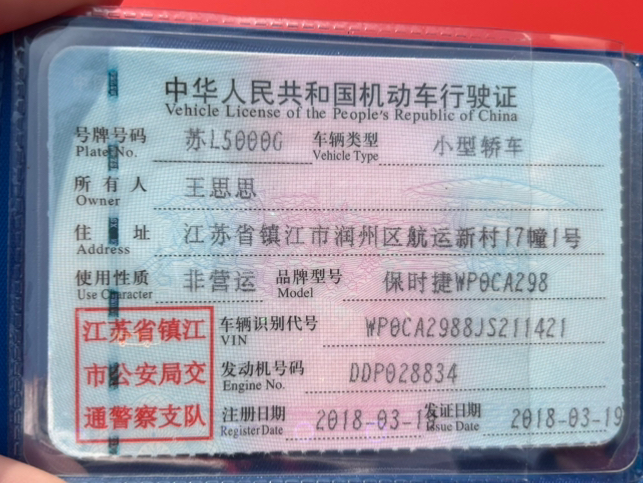 中华人民共和国机动车行驶证
Vehicle License of the People's Republic of China
号牌号码 苏L5000G 车辆类型 小型轿车
Plate No. Vehicle Type
所有人 王思思
Owner
住址 江苏省镇江市润州区航运新村17幢1号
Address
使用性质 非营运 品牌型号 保时捷WP0CA298
Use Character Model
江苏省镇江 车辆识别代号 WP0CA2988JS211421
VIN
市公安局交 发动机号码 DDP028834
Engine No.
通警察支队 注册日期 发证日期 2018-03-19
Register Date Issue Date